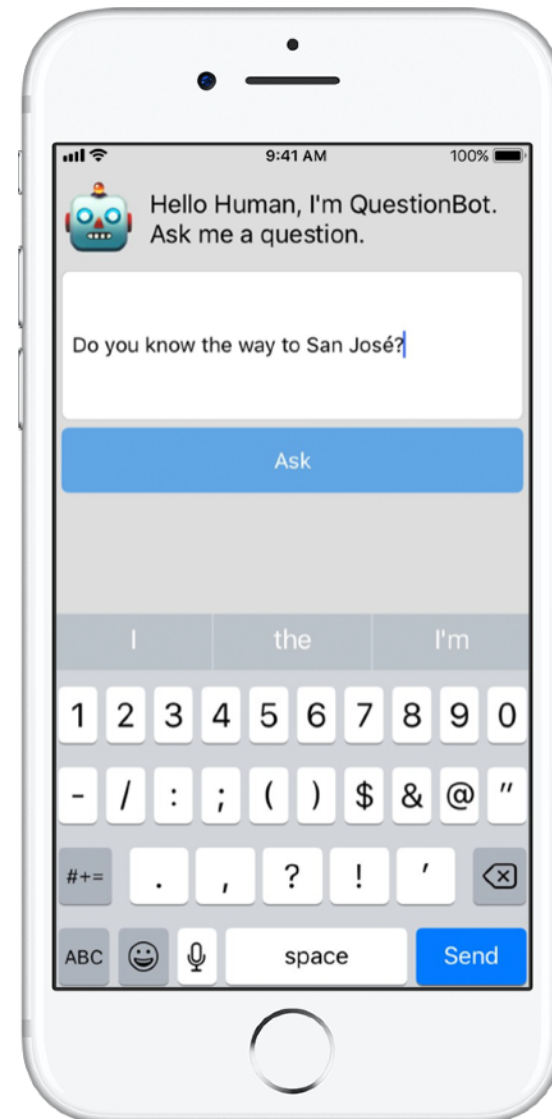 9:41 AM
100%
Hello Human, I'm QuestionBot.
Ask me a question.
Do you know the way to San José?
Ask
I the I'm
1 2 3 4 5 6 7 8 9 0
- / : ; ( ) $ & @ "
#+= . , ? ! '
ABC space Send